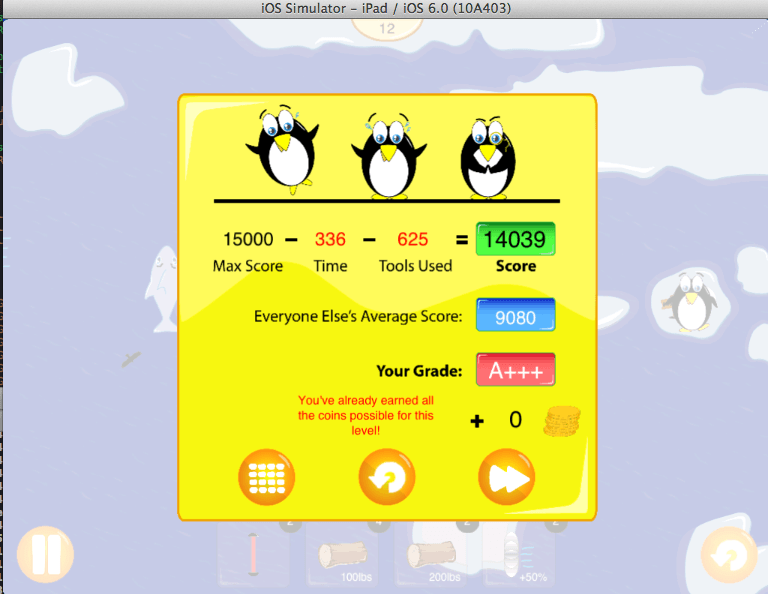 iOS Simulator – iPad / iOS 6.0 (10A403)
12
15000 – 336 – 625 = 14039
Max Score Time Tools Used Score
Everyone Else's Average Score: 9080
Your Grade: A+++
You've already earned all
the coins possible for this
level!
+ 0
2 4 2 2
100lbs 200lbs +50%